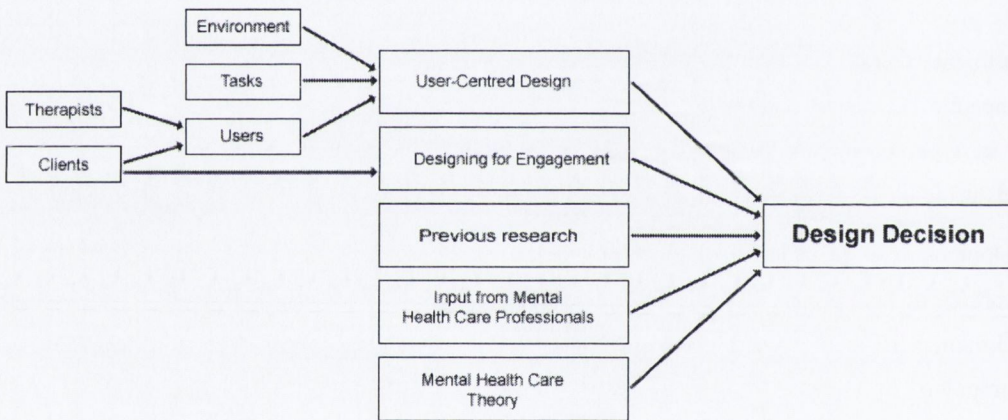 Environment
Tasks
Therapists
Users
Clients
User-Centred Design
Designing for Engagement
Previous research
Input from Mental
Health Care Professionals
Mental Health Care
Theory
Design Decision